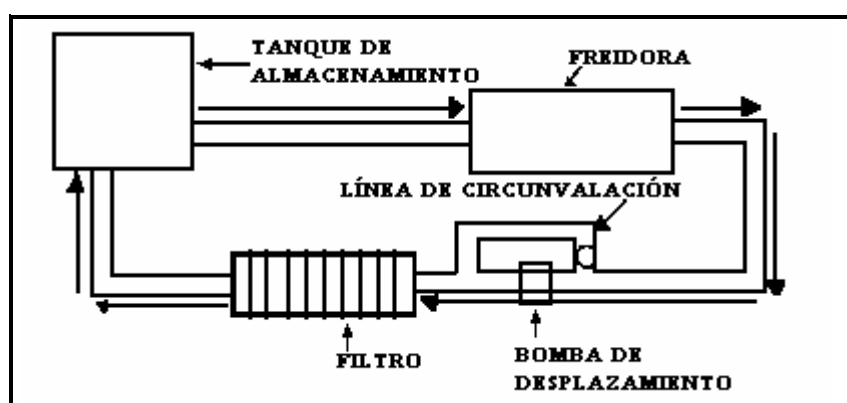 TANQUE DE
ALMACENAMIENTO
FREIDORA
LÍNEA DE CIRCUNVALACIÓN
FILTRO
BOMBA DE
DESPLAZAMIENTO